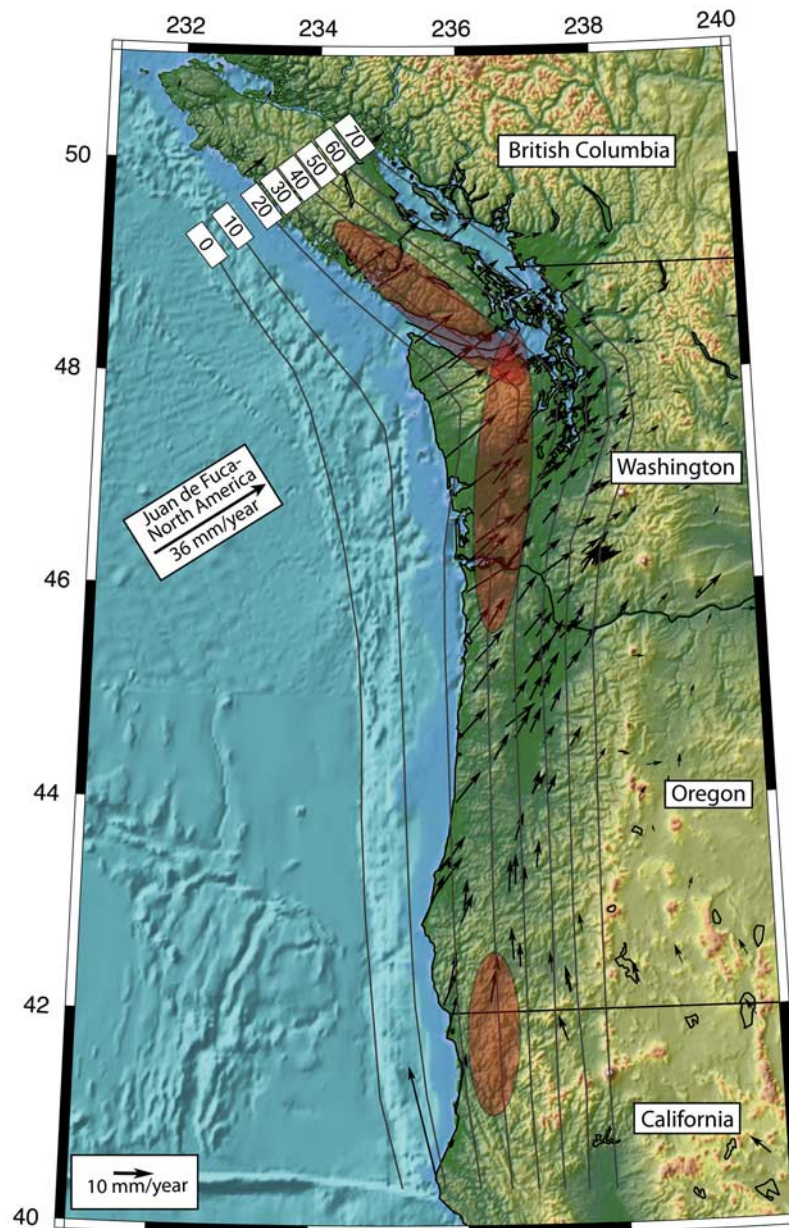 232
234
236
238
240
50
48
46
44
42
40
0
10
20
30
40
50
60
70
British Columbia
Washington
Oregon
California
Juan de Fuca-
North America
36 mm/year
10 mm/year